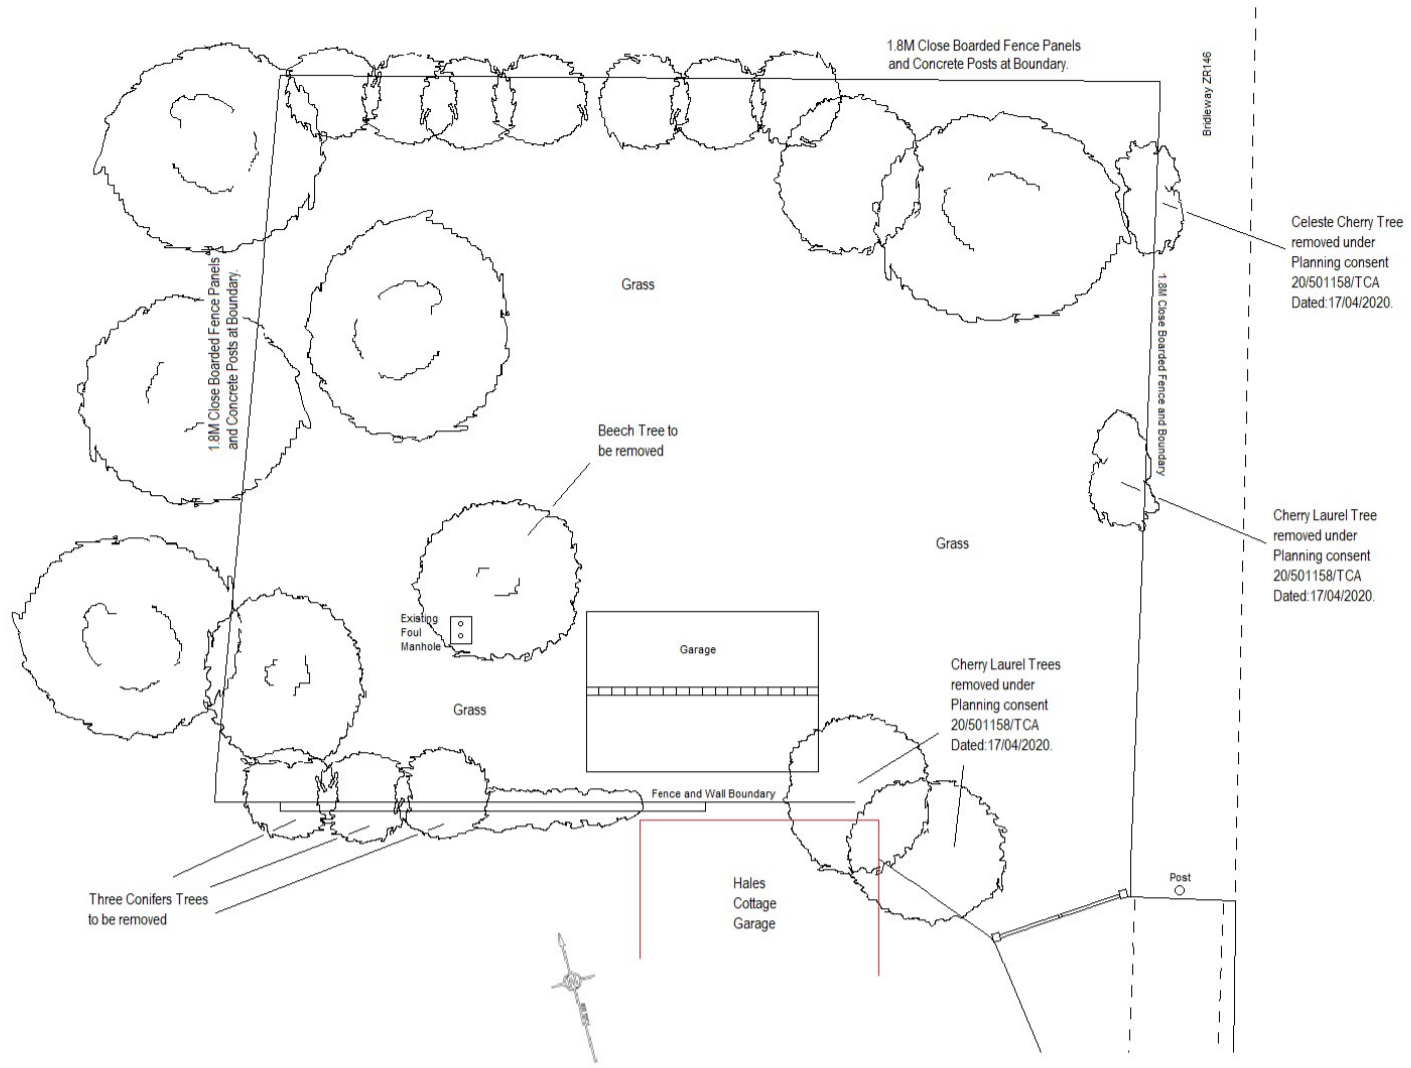 1.8M Close Boarded Fence Panels
and Concrete Posts at Boundary.
Bridleway ZR146
Celeste Cherry Tree
removed under
Planning consent
20/501158/TCA
Dated:17/04/2020.
1.8M Close Boarded Fence Panels
and Concrete Posts at Boundary.
Grass
1.8M Close Boarded Fence and Boundary
Beech Tree to
be removed
Cherry Laurel Tree
removed under
Planning consent
20/501158/TCA
Dated:17/04/2020.
Grass
Existing
Foul
Manhole
Garage
Cherry Laurel Trees
removed under
Planning consent
20/501158/TCA
Dated:17/04/2020.
Grass
Fence and Wall Boundary
Three Conifers Trees
to be removed
Hales
Cottage
Garage
Post